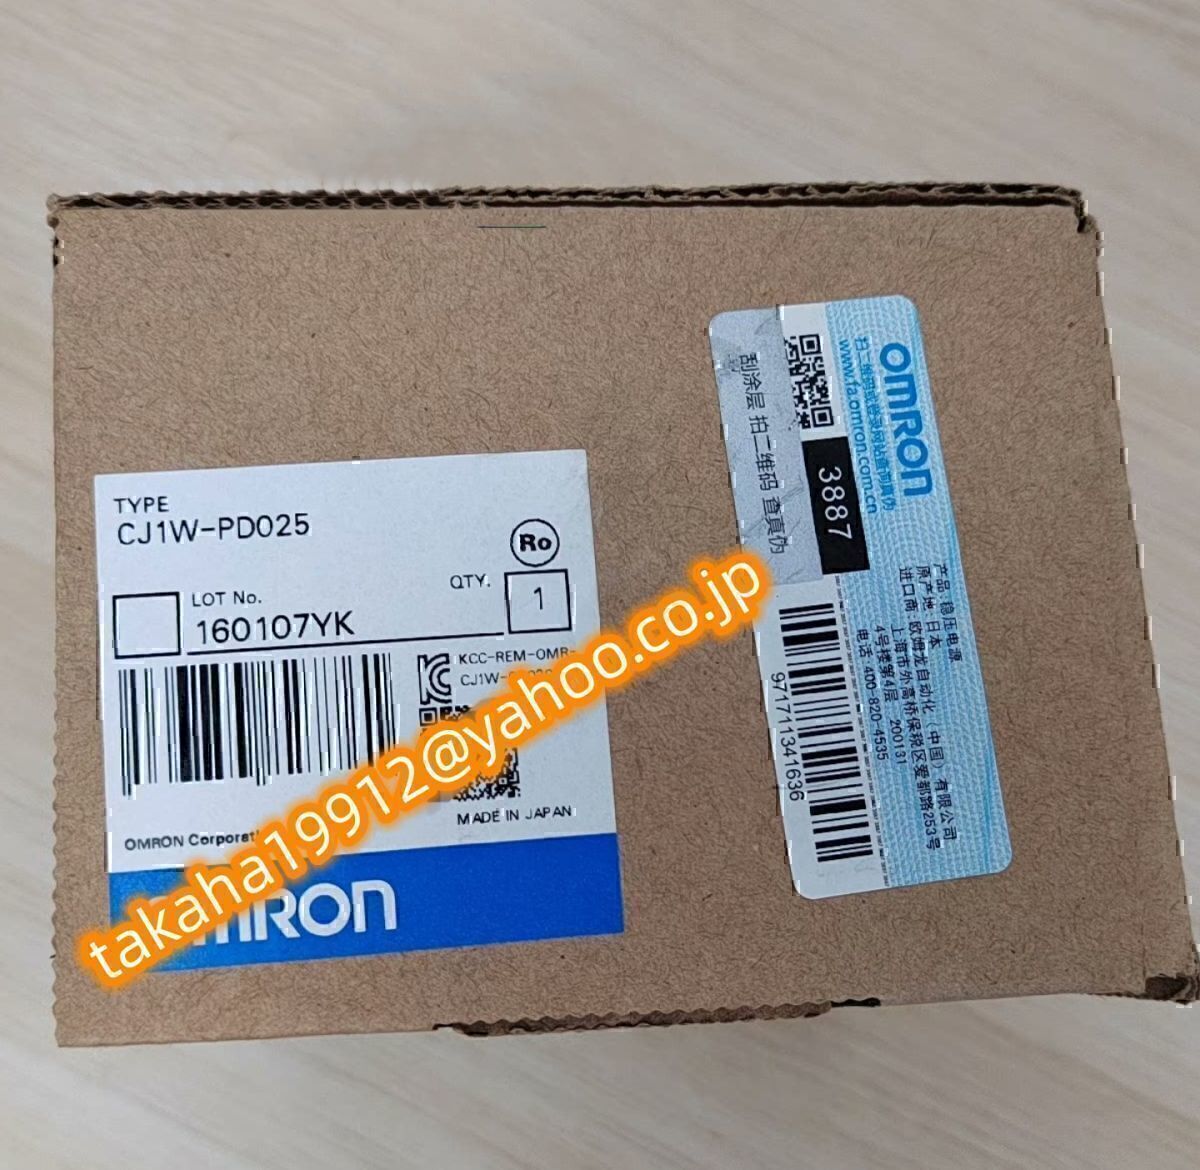 TYPE
CJ1W-PD025
Ro
QTY.
1
LOT No.
160107YK
KCC-REM-OMR-
MADE IN JAPAN
OMRON
takaha19912@yahoo.co.jp
OMRON
www.fa.omron.com.cn
刮涂层 扫二维码 查真伪
3887
产品:稳压电源
原产地:日本
进口商:欧姆龙自动化(中国)有限公司
上海市外高桥保税区爱都路253号
4号楼第4层 200131
电话:400-820-4535
971711341636